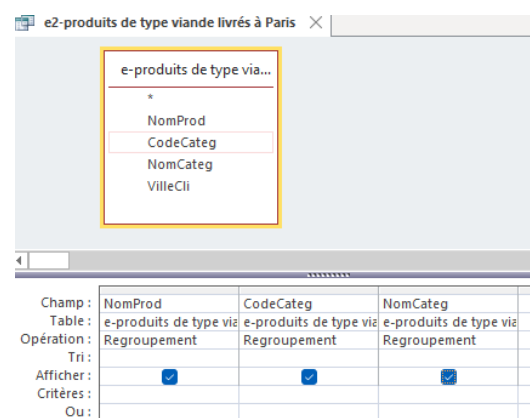 e2-produits de type viande livrés à Paris
e-produits de type via...
*
NomProd
CodeCateg
NomCateg
VilleCli
Champ : NomProd CodeCateg NomCateg
Table : e-produits de type via e-produits de type via e-produits de type via
Opération : Regroupement Regroupement Regroupement
Tri :
Afficher :
Critères :
Ou :